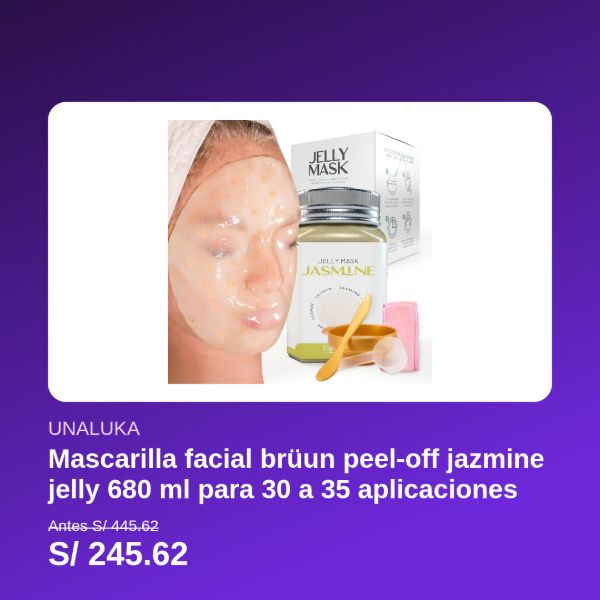 JELLY
MASK
JELLY MASK
JASMINE
UNALUKA
Mascarilla facial brüun peel-off jazmine
jelly 680 ml para 30 a 35 aplicaciones
Antes S/ 445.62
S/ 245.62